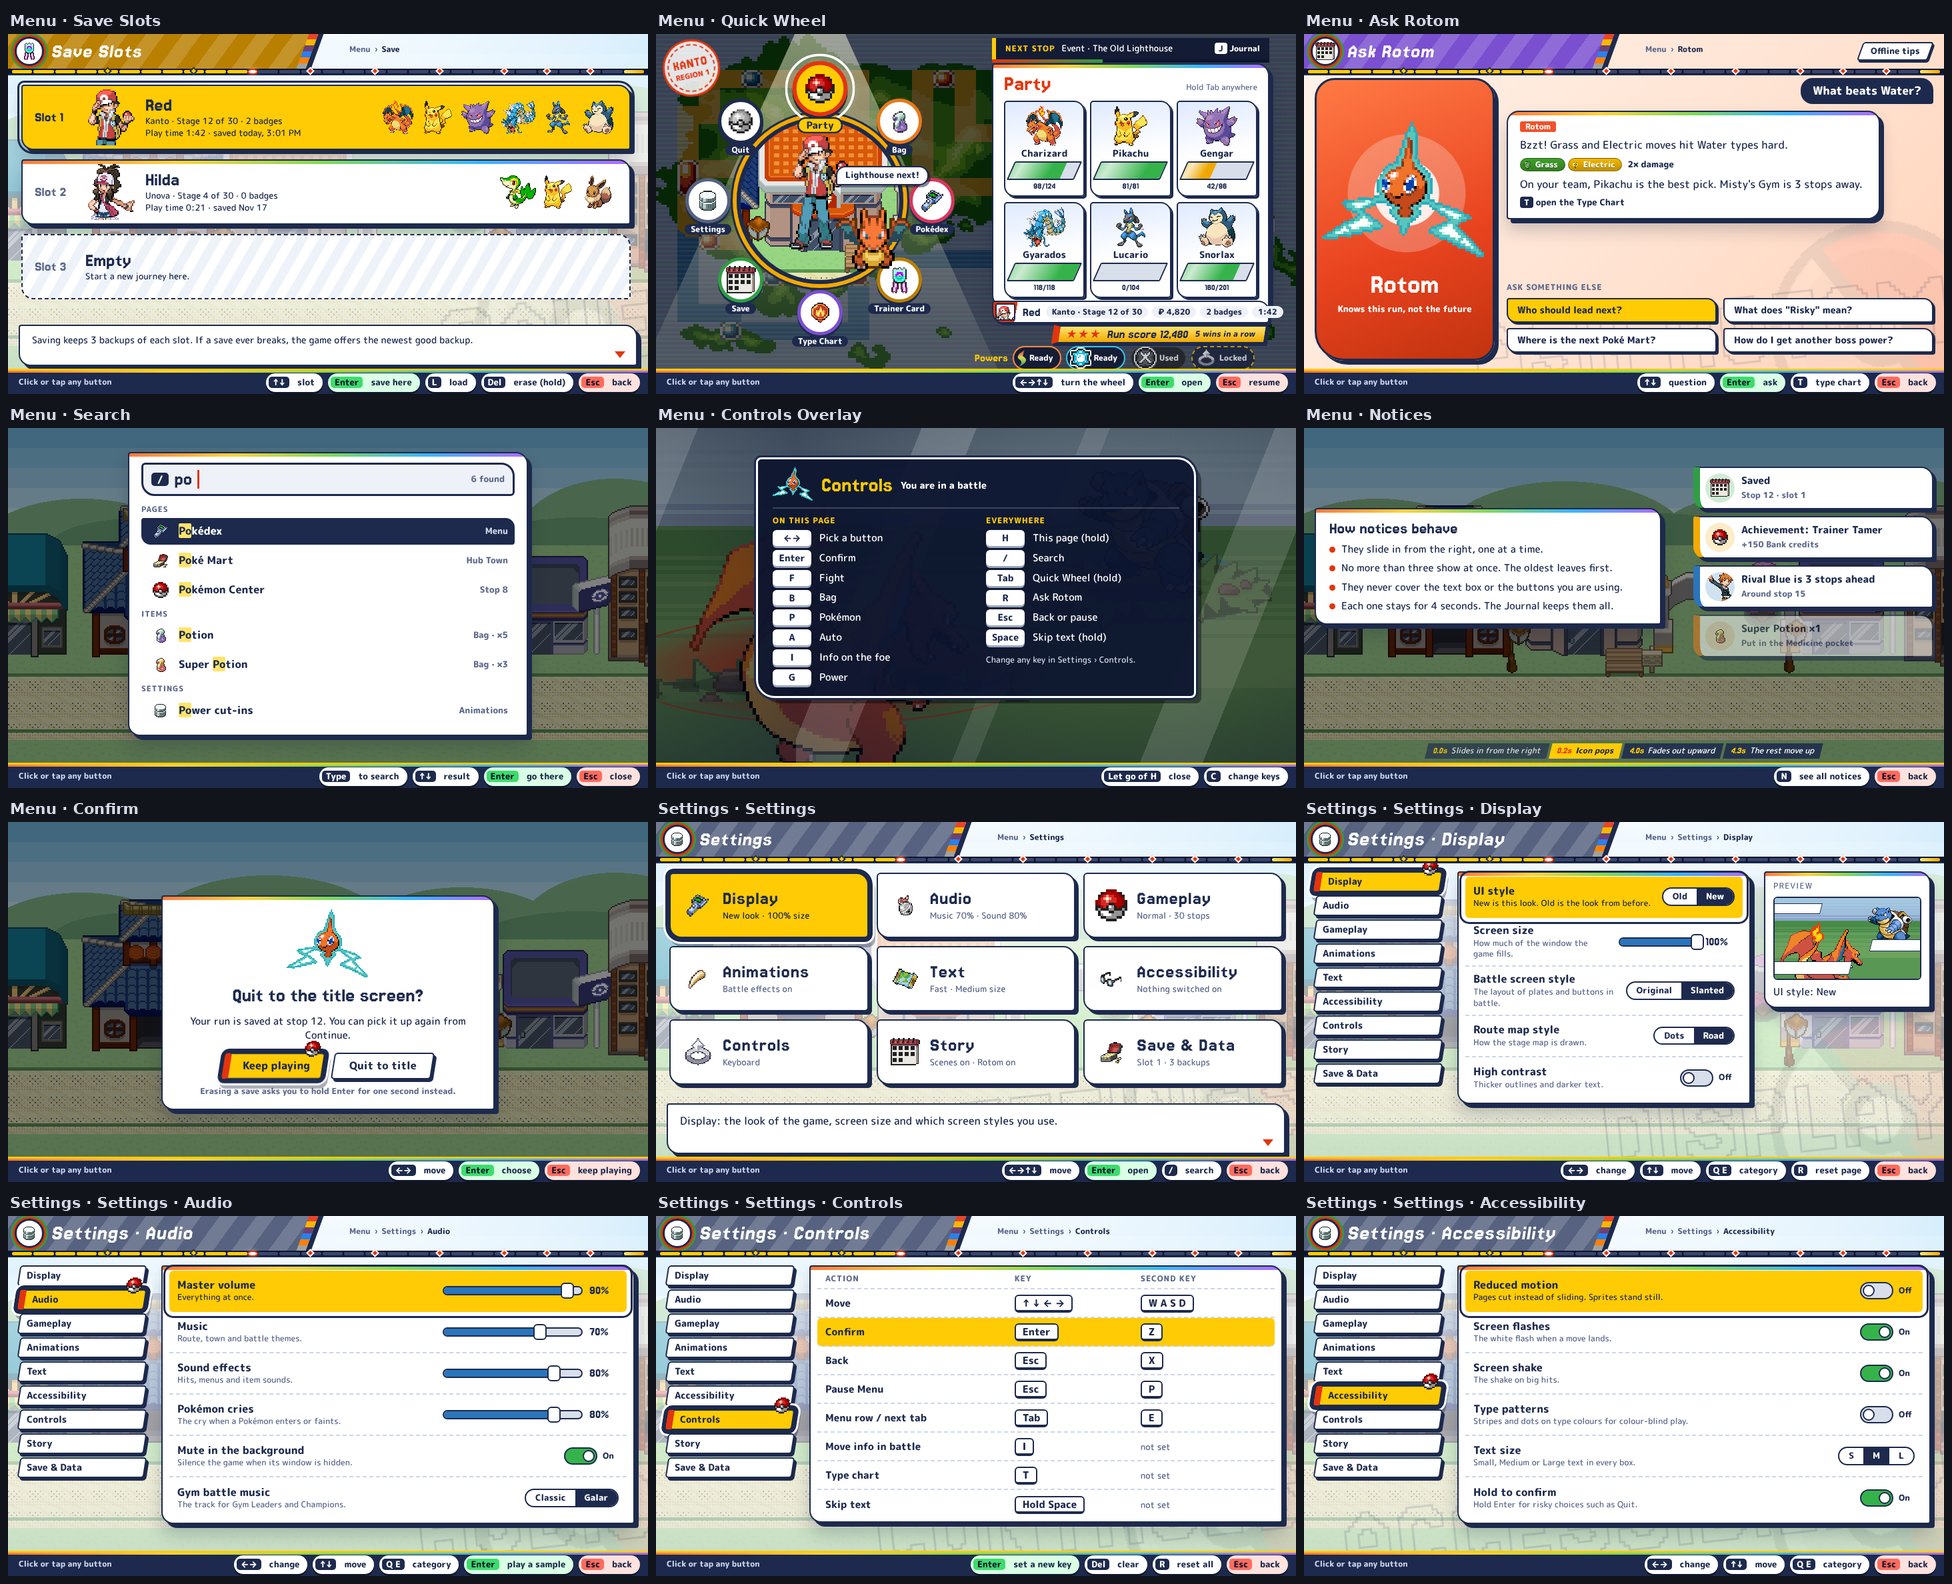 Menu · Save Slots
Save Slots
Menu › Save
Slot 1
Red
Kanto · Stage 12 of 30 · 2 badges
Play time 1:42 · saved today, 3:01 PM
Slot 2
Hilda
Unova · Stage 4 of 30 · 0 badges
Play time 0:21 · saved Nov 17
Slot 3
Empty
Start a new journey here.
Saving keeps 3 backups of each slot. If a save ever breaks, the game offers the newest good backup.
Click or tap any button
↑↓ slot Enter save here L load Del erase (hold) Esc back
Menu · Quick Wheel
KANTO
REGION 1
NEXT STOP Event · The Old Lighthouse J Journal
Party
Bag
Pokédex
Trainer Card
Type Chart
Save
Settings
Quit
Lighthouse next!
Party
Hold Tab anywhere
Charizard
98/124
Pikachu
81/81
Gengar
42/98
Gyarados
118/118
Lucario
0/104
Snorlax
160/201
Red Kanto · Stage 12 of 30 ₽ 4,820 2 badges 1:42
★★★ Run score 12,480 5 wins in a row
Powers Ready Ready Used Locked
Click or tap any button
←→↑↓ turn the wheel Enter open Esc resume
Menu · Ask Rotom
Ask Rotom
Menu › Rotom
Offline tips
Rotom
Knows this run, not the future
What beats Water?
Rotom
Bzzt! Grass and Electric moves hit Water types hard.
Grass Electric 2× damage
On your team, Pikachu is the best pick. Misty's Gym is 3 stops away.
T open the Type Chart
ASK SOMETHING ELSE
Who should lead next?
What does "Risky" mean?
Where is the next Poké Mart?
How do I get another boss power?
Click or tap any button
↑↓ question Enter ask T type chart Esc back
Menu · Search
/ po
6 found
PAGES
Pokédex Menu
Poké Mart Hub Town
Pokémon Center Stop 8
ITEMS
Potion Bag · ×5
Super Potion Bag · ×3
SETTINGS
Power cut-ins Animations
Click or tap any button
Type to search ↑↓ result Enter go there Esc close
Menu · Controls Overlay
Controls You are in a battle
ON THIS PAGE
←→ Pick a button
Enter Confirm
F Fight
B Bag
P Pokémon
A Auto
I Info on the foe
G Power
EVERYWHERE
H This page (hold)
/ Search
Tab Quick Wheel (hold)
R Ask Rotom
Esc Back or pause
Space Skip text (hold)
Change any key in Settings › Controls.
Click or tap any button
Let go of H close C change keys
Menu · Notices
How notices behave
They slide in from the right, one at a time.
No more than three show at once. The oldest leaves first.
They never cover the text box or the buttons you are using.
Each one stays for 4 seconds. The Journal keeps them all.
Saved
Stop 12 · slot 1
Achievement: Trainer Tamer
+150 Bank credits
Rival Blue is 3 stops ahead
Around stop 15
Super Potion ×1
Put in the Medicine pocket
0.0s Slides in from the right 0.2s Icon pops 4.0s Fades out upward 4.3s The rest move up
Click or tap any button
N see all notices Esc back
Menu · Confirm
Quit to the title screen?
Your run is saved at stop 12. You can pick it up again from
Continue.
Keep playing
Quit to title
Erasing a save asks you to hold Enter for one second instead.
Click or tap any button
←→ move Enter choose Esc keep playing
Settings · Settings
Settings
Menu › Settings
Display
New look · 100% size
Audio
Music 70% · Sound 80%
Gameplay
Normal · 30 stops
Animations
Battle effects on
Text
Fast · Medium size
Accessibility
Nothing switched on
Controls
Keyboard
Story
Scenes on · Rotom on
Save & Data
Slot 1 · 3 backups
Display: the look of the game, screen size and which screen styles you use.
Click or tap any button
←→↑↓ move Enter open / search Esc back
Settings · Settings · Display
Settings · Display
Menu › Settings › Display
Display
Audio
Gameplay
Animations
Text
Accessibility
Controls
Story
Save & Data
UI style
New is this look. Old is the look from before.
Old New
Screen size
How much of the window the
game fills.
100%
Battle screen style
The layout of plates and buttons in
battle.
Original Slanted
Route map style
How the stage map is drawn.
Dots Road
High contrast
Thicker outlines and darker text.
Off
PREVIEW
UI style: New
DISPLAY
Click or tap any button
←→ change ↑↓ move Q E category R reset page Esc back
Settings · Settings · Audio
Settings · Audio
Menu › Settings › Audio
Display
Audio
Gameplay
Animations
Text
Accessibility
Controls
Story
Save & Data
Master volume
Everything at once.
90%
Music
Route, town and battle themes.
70%
Sound effects
Hits, menus and item sounds.
80%
Pokémon cries
The cry when a Pokémon enters or faints.
80%
Mute in the background
Silence the game when its window is hidden.
On
Gym battle music
The track for Gym Leaders and Champions.
Classic Galar
Click or tap any button
←→ change ↑↓ move Q E category Enter play a sample Esc back
Settings · Settings · Controls
Settings · Controls
Menu › Settings › Controls
Display
Audio
Gameplay
Animations
Text
Accessibility
Controls
Story
Save & Data
ACTION KEY SECOND KEY
Move ↑ ↓ ← → W A S D
Confirm Enter Z
Back Esc X
Pause Menu Esc P
Menu row / next tab Tab E
Move info in battle I not set
Type chart T not set
Skip text Hold Space not set
Click or tap any button
Enter set a new key Del clear R reset all Esc back
Settings · Settings · Accessibility
Settings · Accessibility
Menu › Settings › Accessibility
Display
Audio
Gameplay
Animations
Text
Accessibility
Controls
Story
Save & Data
Reduced motion
Pages cut instead of sliding. Sprites stand still.
Off
Screen flashes
The white flash when a move lands.
On
Screen shake
The shake on big hits.
On
Type patterns
Stripes and dots on type colours for colour-blind play.
Off
Text size
Small, Medium or Large text in every box.
S M L
Hold to confirm
Hold Enter for risky choices such as Quit.
On
Click or tap any button
←→ change ↑↓ move Q E category Esc back